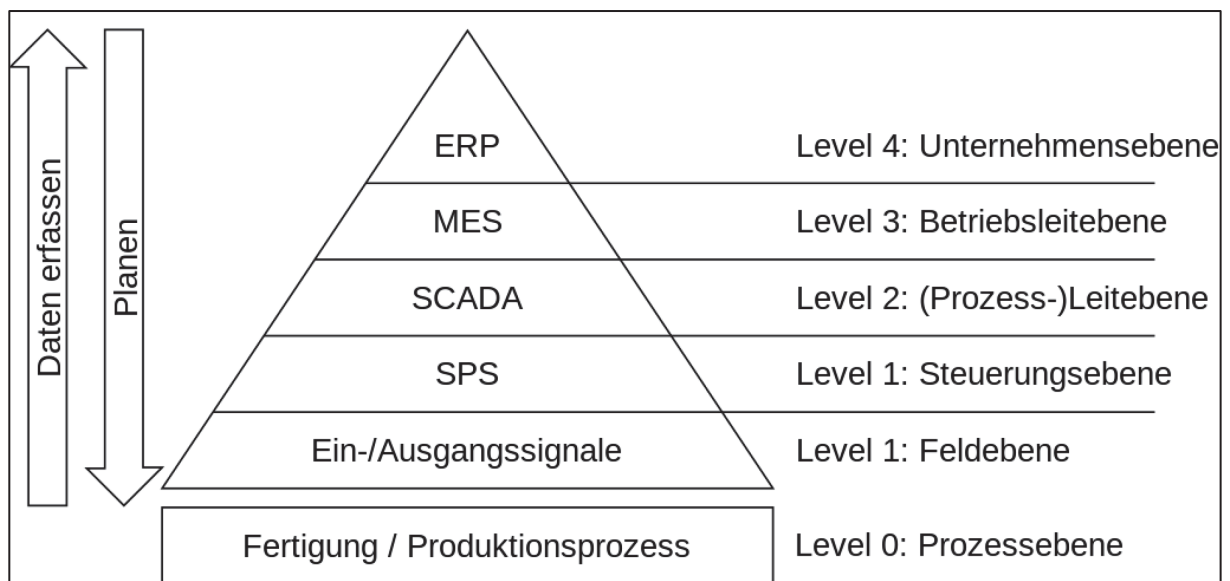 Daten erfassen
Planen
ERP
Level 4: Unternehmensebene
MES
Level 3: Betriebsleitebene
SCADA
Level 2: (Prozess-)Leitebene
SPS
Level 1: Steuerungsebene
Ein-/Ausgangssignale
Level 1: Feldebene
Fertigung / Produktionsprozess
Level 0: Prozessebene